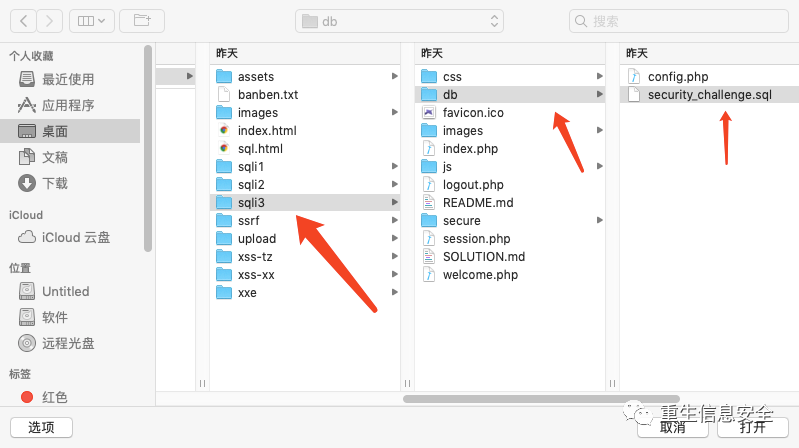 db
搜索
个人收藏
最近使用
应用程序
桌面
文稿
下载
iCloud
iCloud 云盘
位置
Untitled
软件
远程光盘
标签
红色
昨天
assets
banben.txt
images
index.html
sql.html
sqli1
sqli2
sqli3
ssrf
upload
xss-tz
xss-xx
xxe
昨天
css
db
favicon.ico
images
index.php
js
logout.php
README.md
secure
session.php
SOLUTION.md
welcome.php
昨天
config.php
security_challenge.sql
重生信息安全
选项
取消
打开